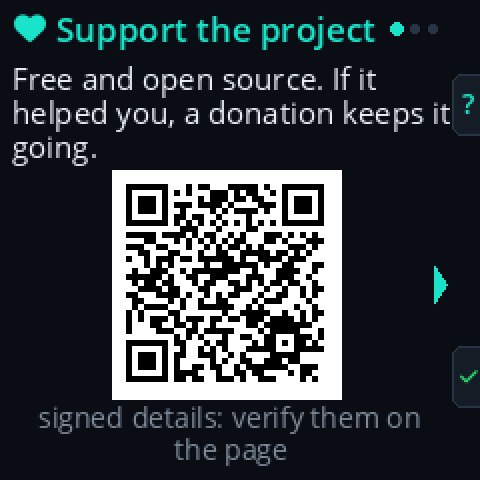 Support the project
Free and open source. If it
helped you, a donation keeps it
going.
?
signed details: verify them on
the page